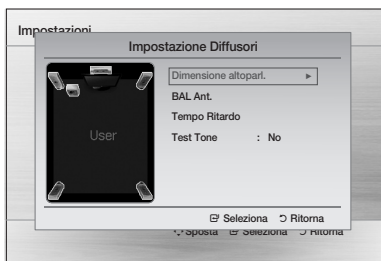 Impostazioni
Impostazione Diffusori
Dimensione altoparl. ►
BAL Ant.
Tempo Ritardo
User
Test Tone : No
Seleziona Ritorna
Sposta Seleziona Ritorna